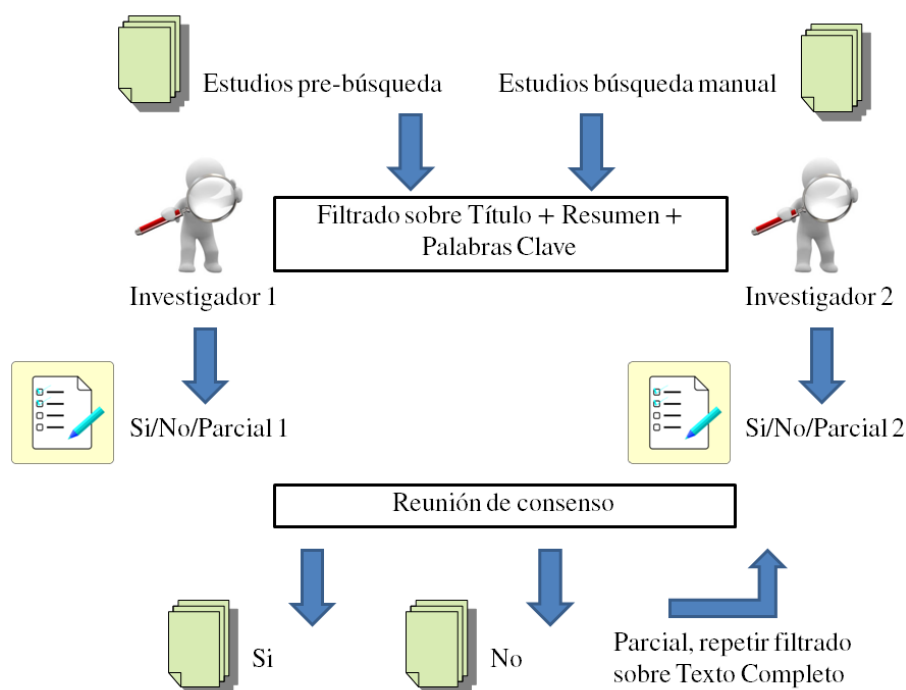 Estudios pre-búsqueda
Estudios búsqueda manual
Filtrado sobre Título + Resumen +
Palabras Clave
Investigador 1
Investigador 2
Si/No/Parcial 1
Si/No/Parcial 2
Reunión de consenso
Si
No
Parcial, repetir filtrado
sobre Texto Completo